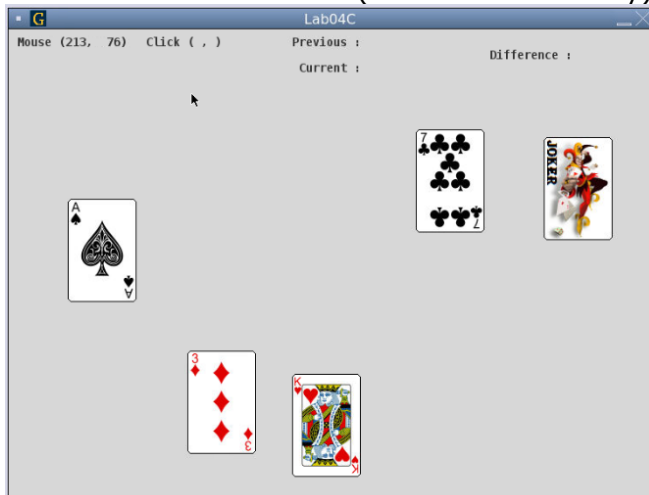 G Lab04C
Mouse (213, 76) Click ( , ) Previous :
Difference :
Current :
7
7
JOKER
A
A
3
3
K
K